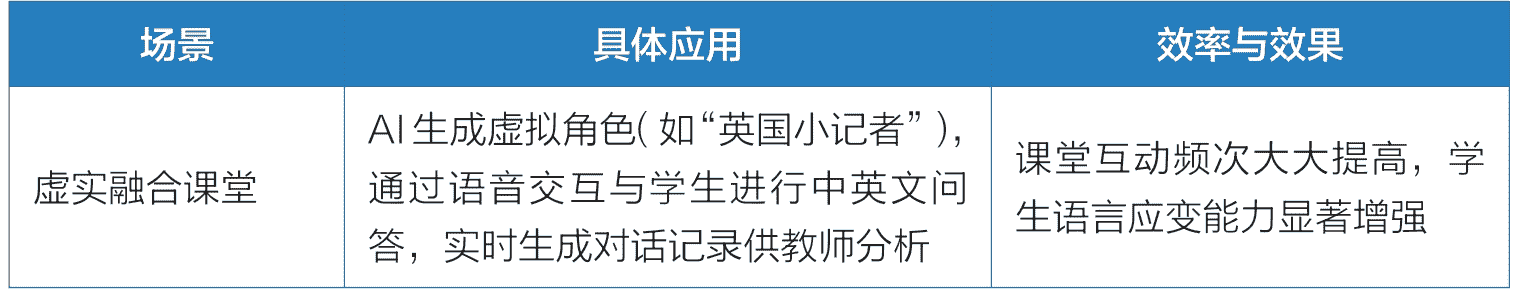 场景 具体应用 效率与效果
虚实融合课堂
AI生成虚拟角色(如“英国小记者”),
通过语音交互与学生进行中英文问
答，实时生成对话记录供教师分析
课堂互动频次大大提高，学
生语言应变能力显著增强